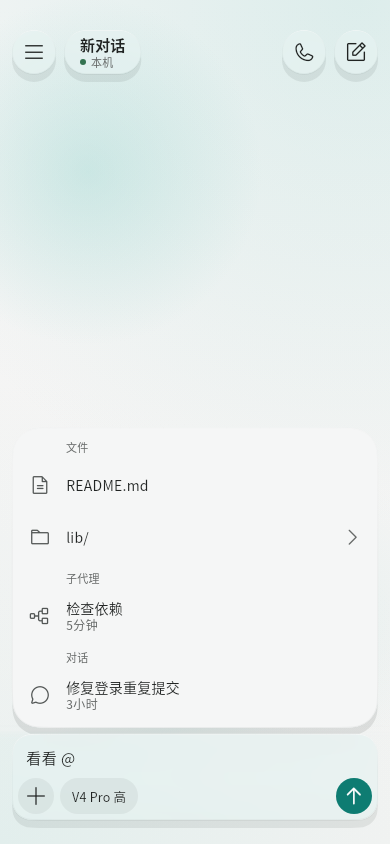 新对话
本机
文件
README.md
lib/
子代理
检查依赖
5分钟
对话
修复登录重复提交
3小时
看看 @
V4 Pro 高